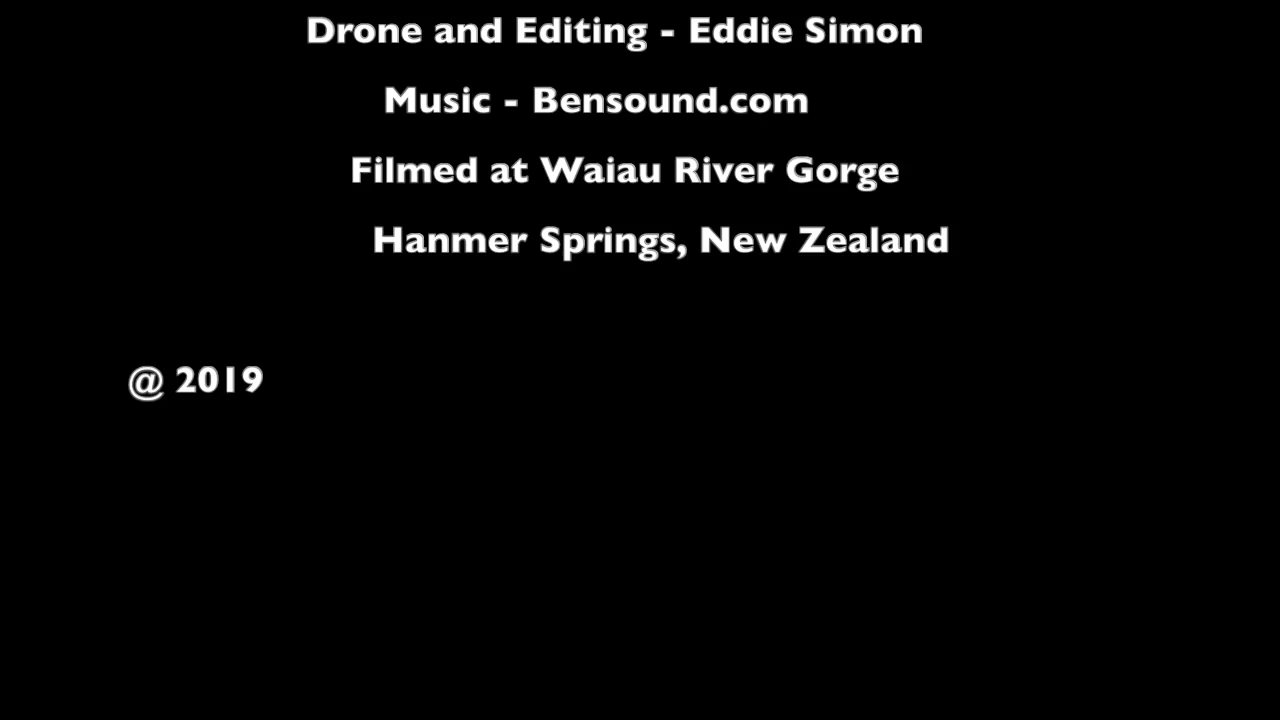 Drone and Editing - Eddie Simon
Music - Bensound.com
Filmed at Waiau River Gorge
Hanmer Springs, New Zealand
@ 2019